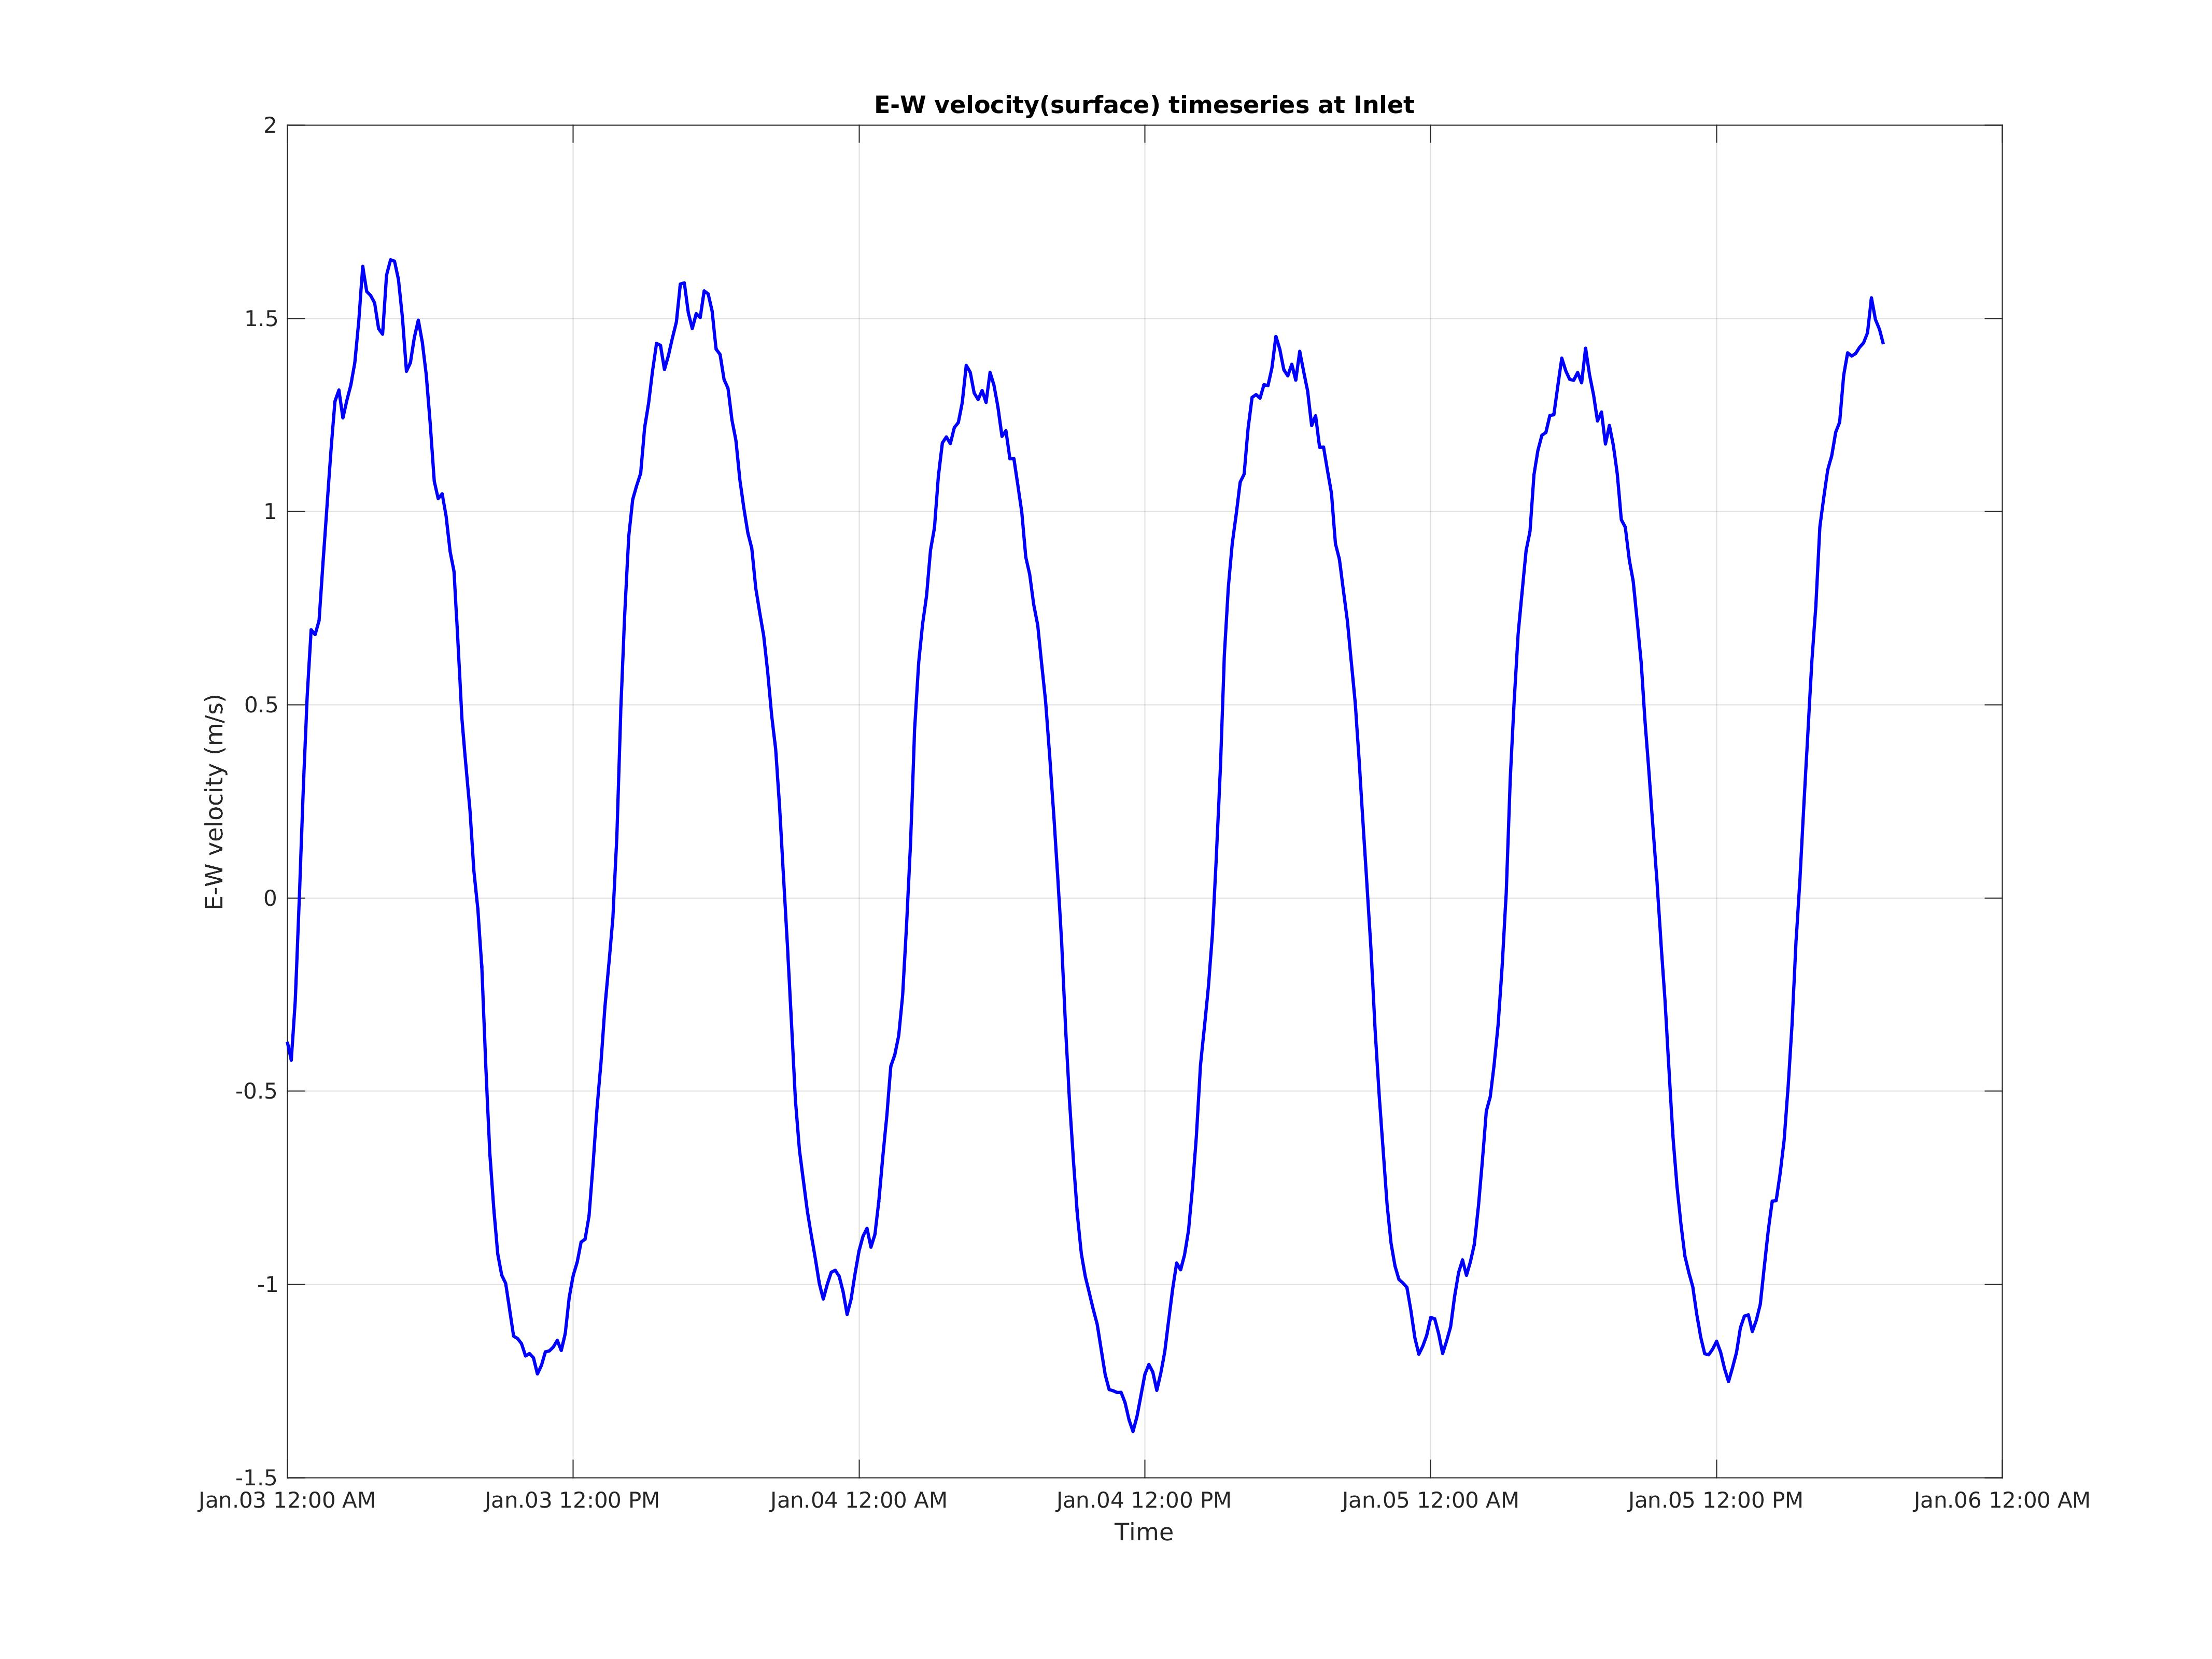 E-W velocity(surface) timeseries at Inlet
2
1.5
1
0.5
0
-0.5
-1
-1.5
E-W velocity (m/s)
Jan.03 12:00 AM Jan.03 12:00 PM Jan.04 12:00 AM Jan.04 12:00 PM Jan.05 12:00 AM Jan.05 12:00 PM Jan.06 12:00 AM
Time